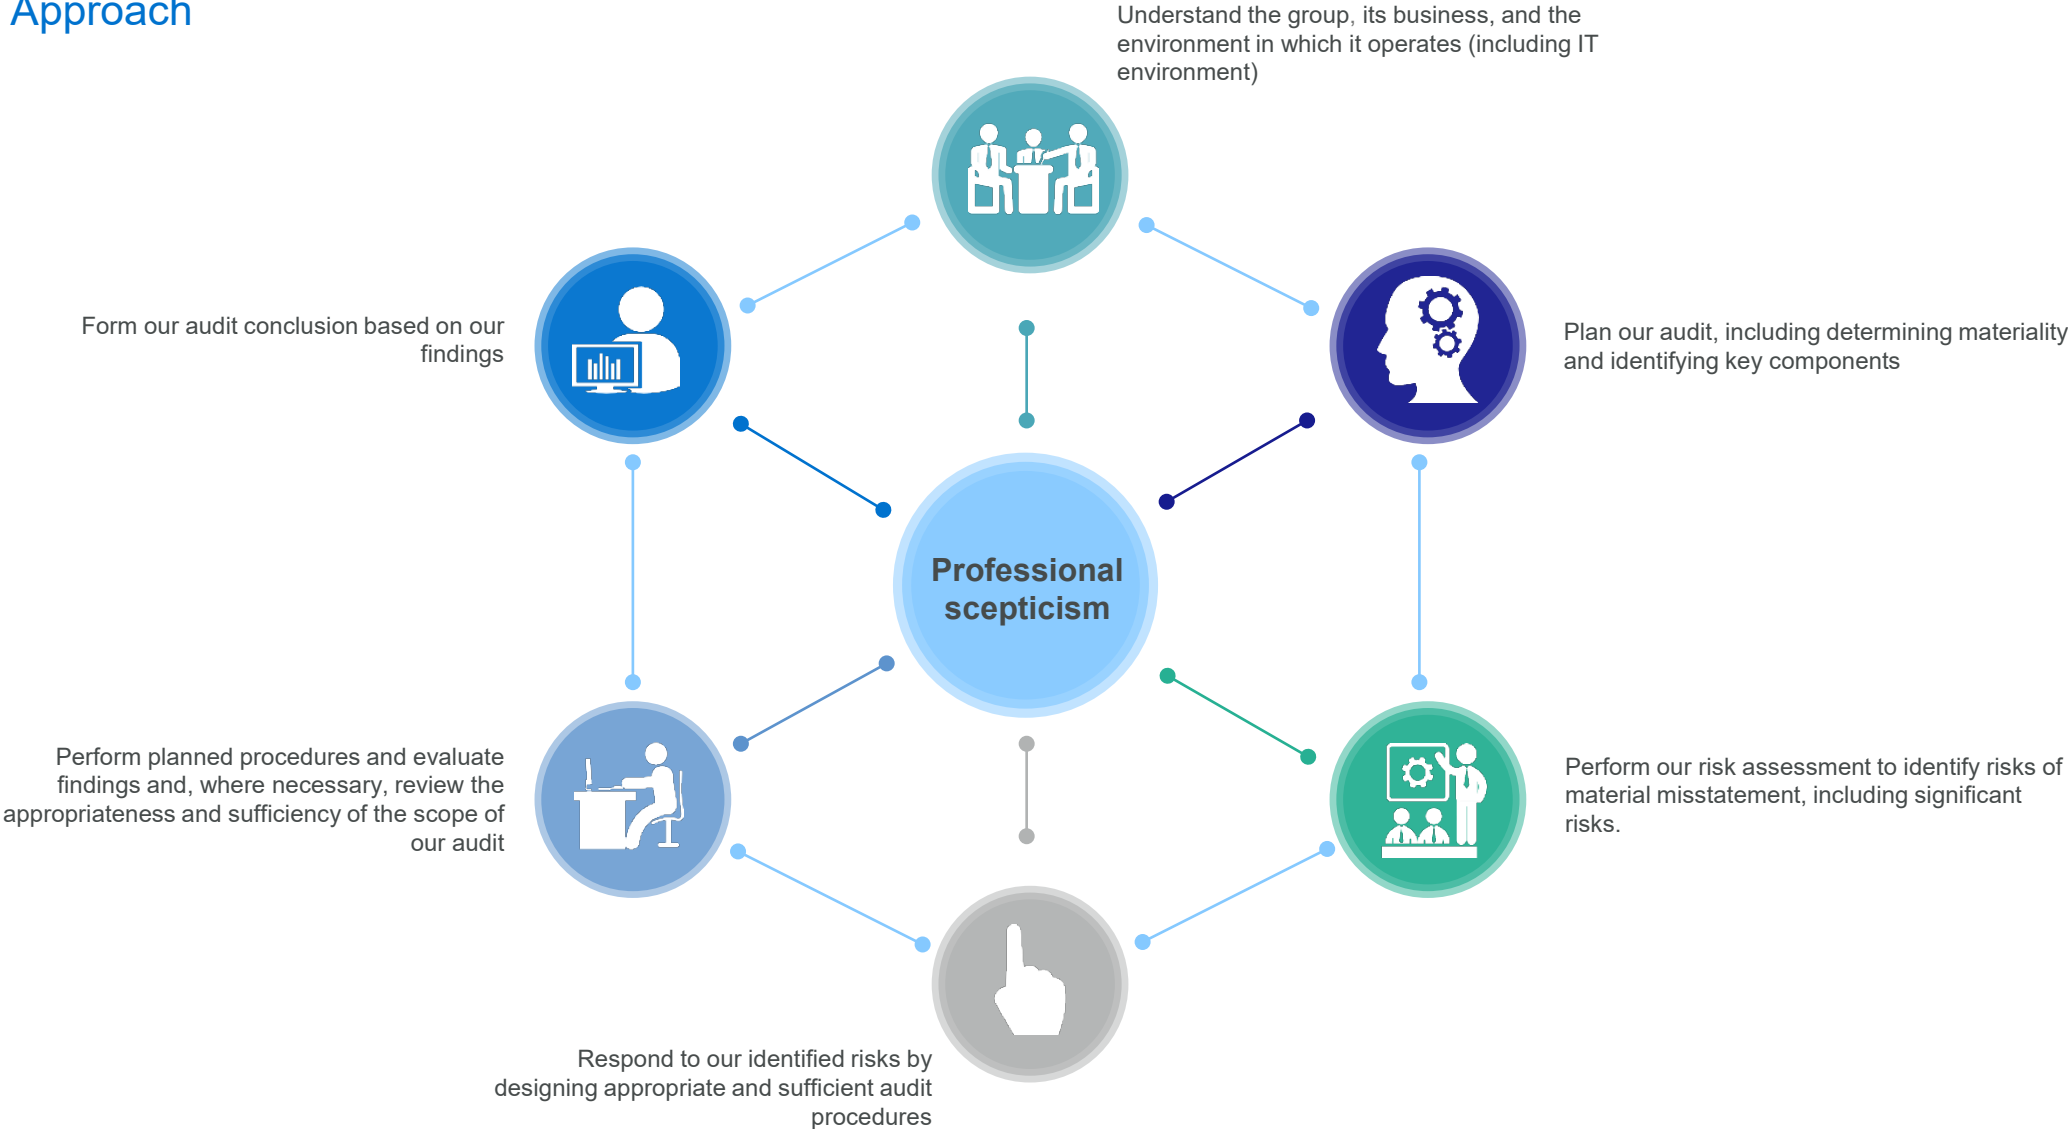 Approach
Understand the group, its business, and the
environment in which it operates (including IT
environment)
Plan our audit, including determining materiality
and identifying key components
Perform our risk assessment to identify risks of
material misstatement, including significant
risks.
Respond to our identified risks by
designing appropriate and sufficient audit
procedures
Perform planned procedures and evaluate
findings and, where necessary, review the
appropriateness and sufficiency of the scope of
our audit
Form our audit conclusion based on our
findings
Professional
scepticism